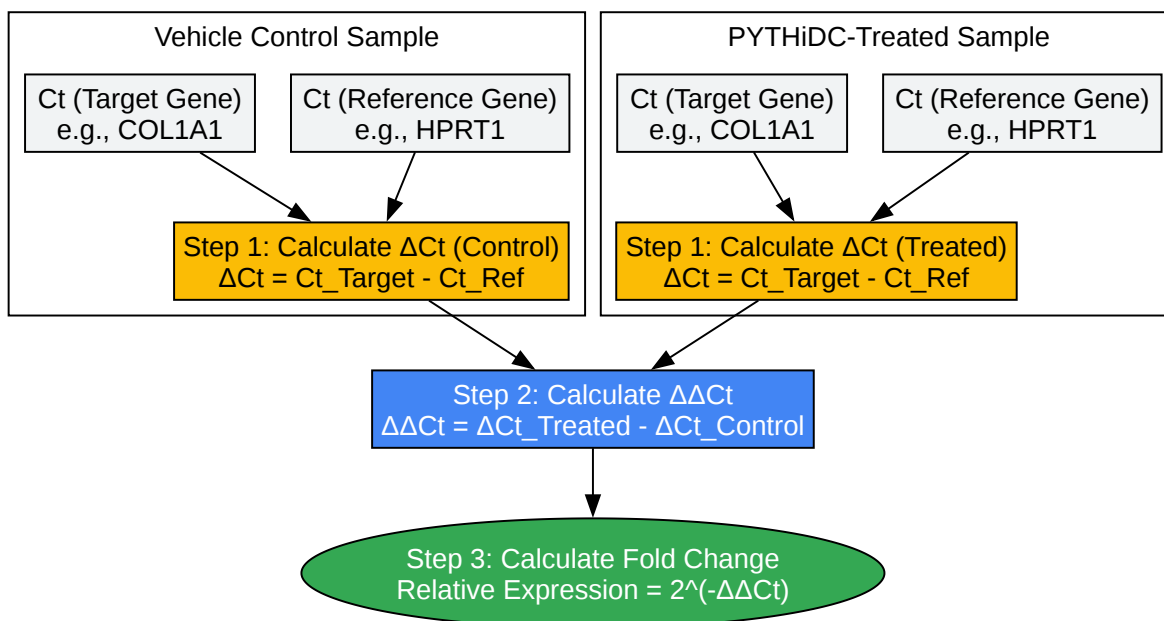 Vehicle Control Sample
Ct (Target Gene)
e.g., COL1A1
Ct (Reference Gene)
e.g., HPRT1
Step 1: Calculate ΔCt (Control)
ΔCt = Ct_Target - Ct_Ref
PYTHiDC-Treated Sample
Ct (Target Gene)
e.g., COL1A1
Ct (Reference Gene)
e.g., HPRT1
Step 1: Calculate ΔCt (Treated)
ΔCt = Ct_Target - Ct_Ref
Step 2: Calculate ΔΔCt
ΔΔCt = ΔCt_Treated - ΔCt_Control
Step 3: Calculate Fold Change
Relative Expression = 2^(-ΔΔCt)